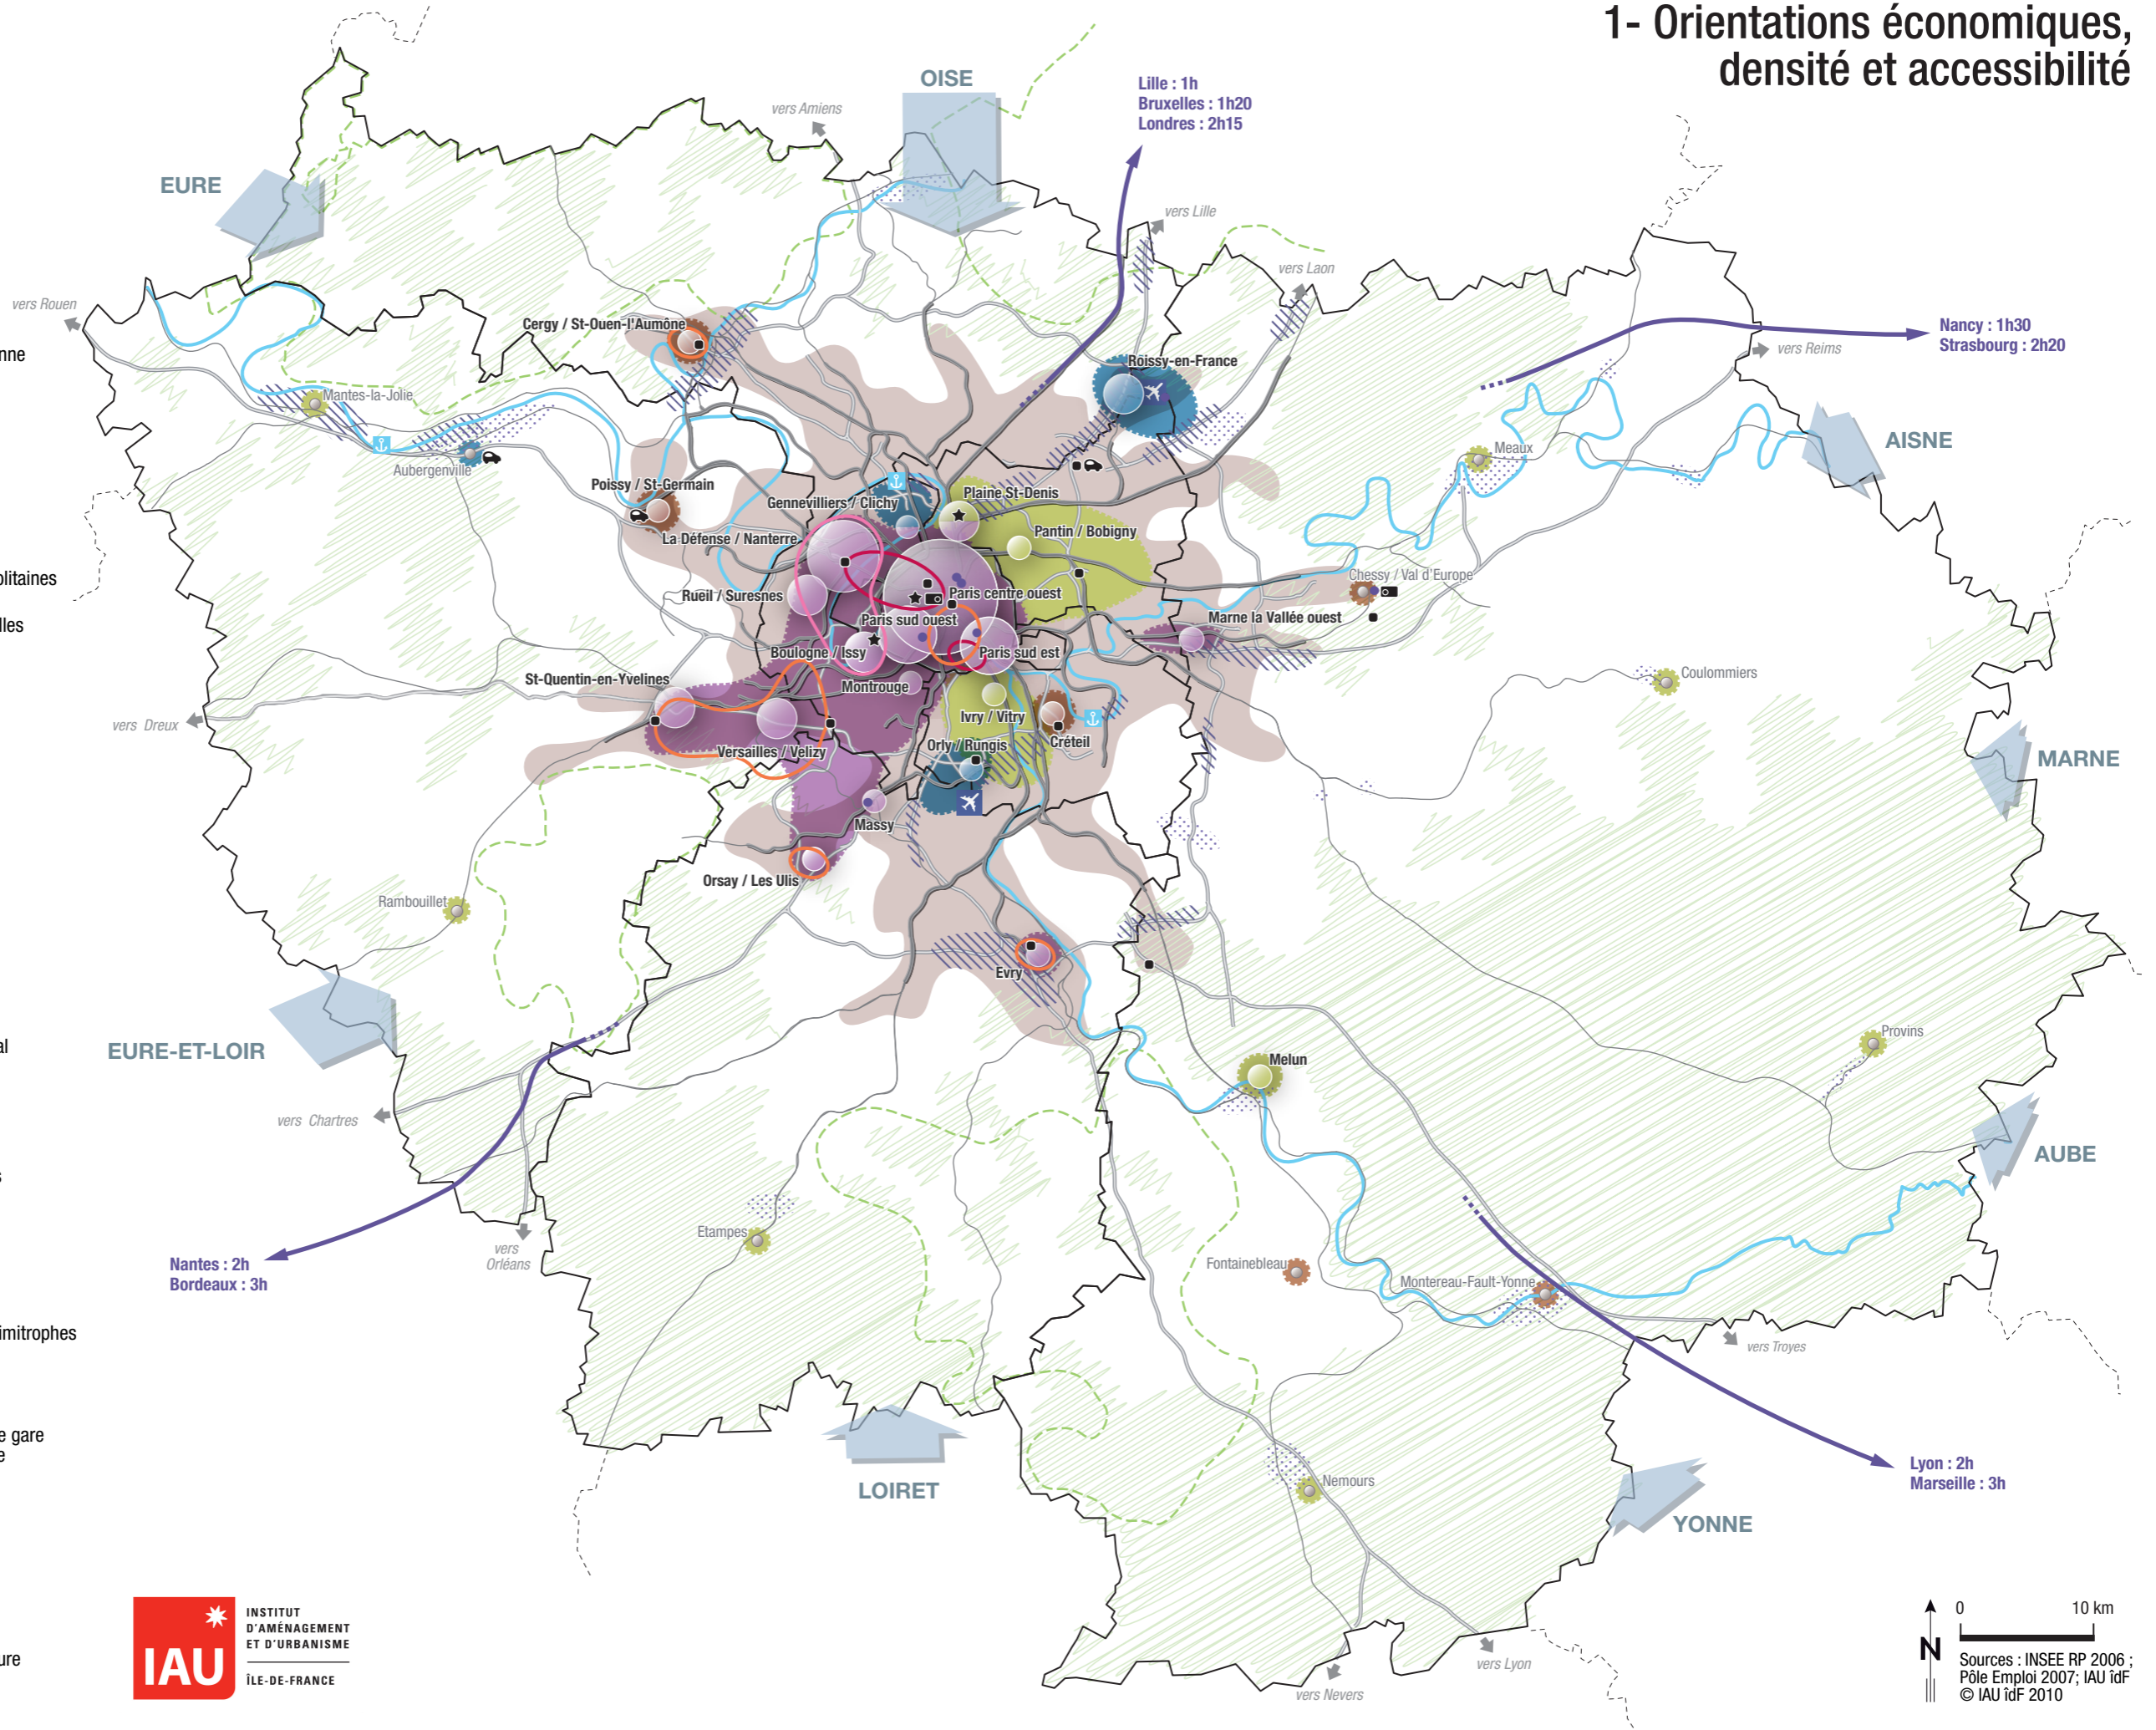 1- Orientations économiques,
densité et accessibilité
OISE
Lille : 1h
Bruxelles : 1h20
Londres : 2h15
vers Amiens
EURE
vers Lille
vers Laon
vers Rouen
Cergy / St-Ouen-l'Aumône
Nancy : 1h30
Strasbourg : 2h20
vers Reims
Roissy-en-France
Mantes-la-Jolie
AISNE
Meaux
Aubergenville
Poissy / St-Germain
Plaine St-Denis
Gennevilliers / Clichy
Pantin / Bobigny
La Défense / Nanterre
Chessy / Val d'Europe
Rueil / Suresnes
Paris centre ouest
Paris sud ouest
Marne la Vallée ouest
Boulogne / Issy
Paris sud est
Coulommiers
St-Quentin-en-Yvelines
Montrouge
Ivry / Vitry
vers Dreux
Créteil
Orly / Rungis
Versailles / Velizy
MARNE
Massy
Orsay / Les Ulis
Rambouillet
Evry
Provins
EURE-ET-LOIR
Melun
vers Chartres
AUBE
Etampes
vers
Orléans
Nantes : 2h
Bordeaux : 3h
Fontainebleau
Montereau-Fault-Yonne
limitrophes
vers Troyes
Lyon : 2h
Marseille : 3h
Nemours
LOIRET
YONNE
vers Lyon
vers Nevers
IAU
INSTITUT
D'AMÉNAGEMENT
ET D'URBANISME
ÎLE-DE-FRANCE
0 10 km
N
Sources : INSEE RP 2006 ;
Pôle Emploi 2007; IAU îdF
© IAU îdF 2010